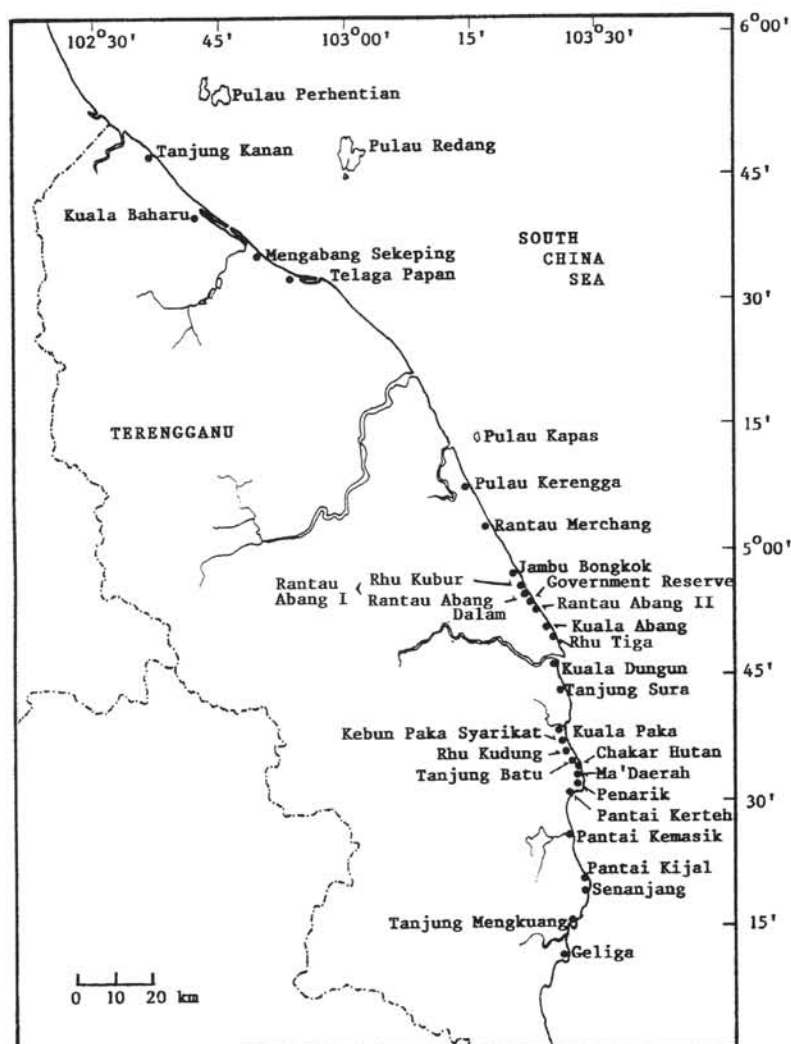 102°30'
45'
103°00'
15'
103°30'
6°00'
Pulau Perhentian
Tanjung Kanan
Pulau Redang
45'
Kuala Baharu
SOUTH
CHINA
SEA
Mengabang Sekeping
Telaga Papan
30'
TERENGGANU
15'
Pulau Kapas
Pulau Kerengga
Rantau Merchang
5°00'
Jambu Bongkok
Rantau
Abang I
Rhu Kubur
Government Reserve
Rantau Abang
Dalam
Rantau Abang II
Kuala Abang
Rhu Tiga
45'
Kuala Dungun
Tanjung Sura
Kebun Paka Syarikat
Kuala Paka
Rhu Kudung
Chakar Hutan
Tanjung Batu
Ma'Daerah
Penarik
30'
Pantai Kerteh
Pantai Kemasik
Pantai Kijal
Senanjang
Tanjung Mengkuang
15'
Geliga
0 10 20 km